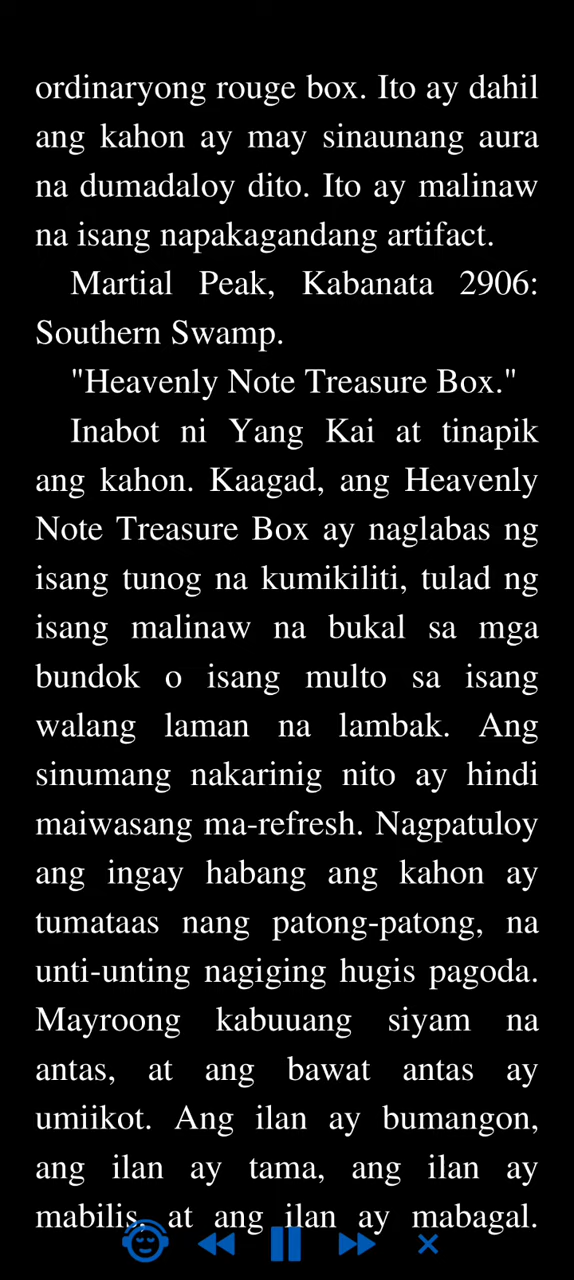 ordinaryong rouge box. Ito ay dahil
ang kahon ay may sinaunang aura
na dumadaloy dito. Ito ay malinaw
na isang napakagandang artifact.
Martial Peak, Kabanata 2906:
Southern Swamp.
"Heavenly Note Treasure Box."
Inabot ni Yang Kai at tinapik
ang kahon. Kaagad, ang Heavenly
Note Treasure Box ay naglabas ng
isang tunog na kumikiliti, tulad ng
isang malinaw na bukal sa mga
bundok o isang multo sa isang
walang laman na lambak. Ang
sinumang nakarinig nito ay hindi
maiwasang ma-refresh. Nagpatuloy
ang ingay habang ang kahon ay
tumataas nang patong-patong, na
unti-unting nagiging hugis pagoda.
Mayroong kabuuang siyam na
antas, at ang bawat antas ay
umiikot. Ang ilan ay bumangon,
ang ilan ay tama, ang ilan ay
mabilis, at ang ilan ay mabagal.